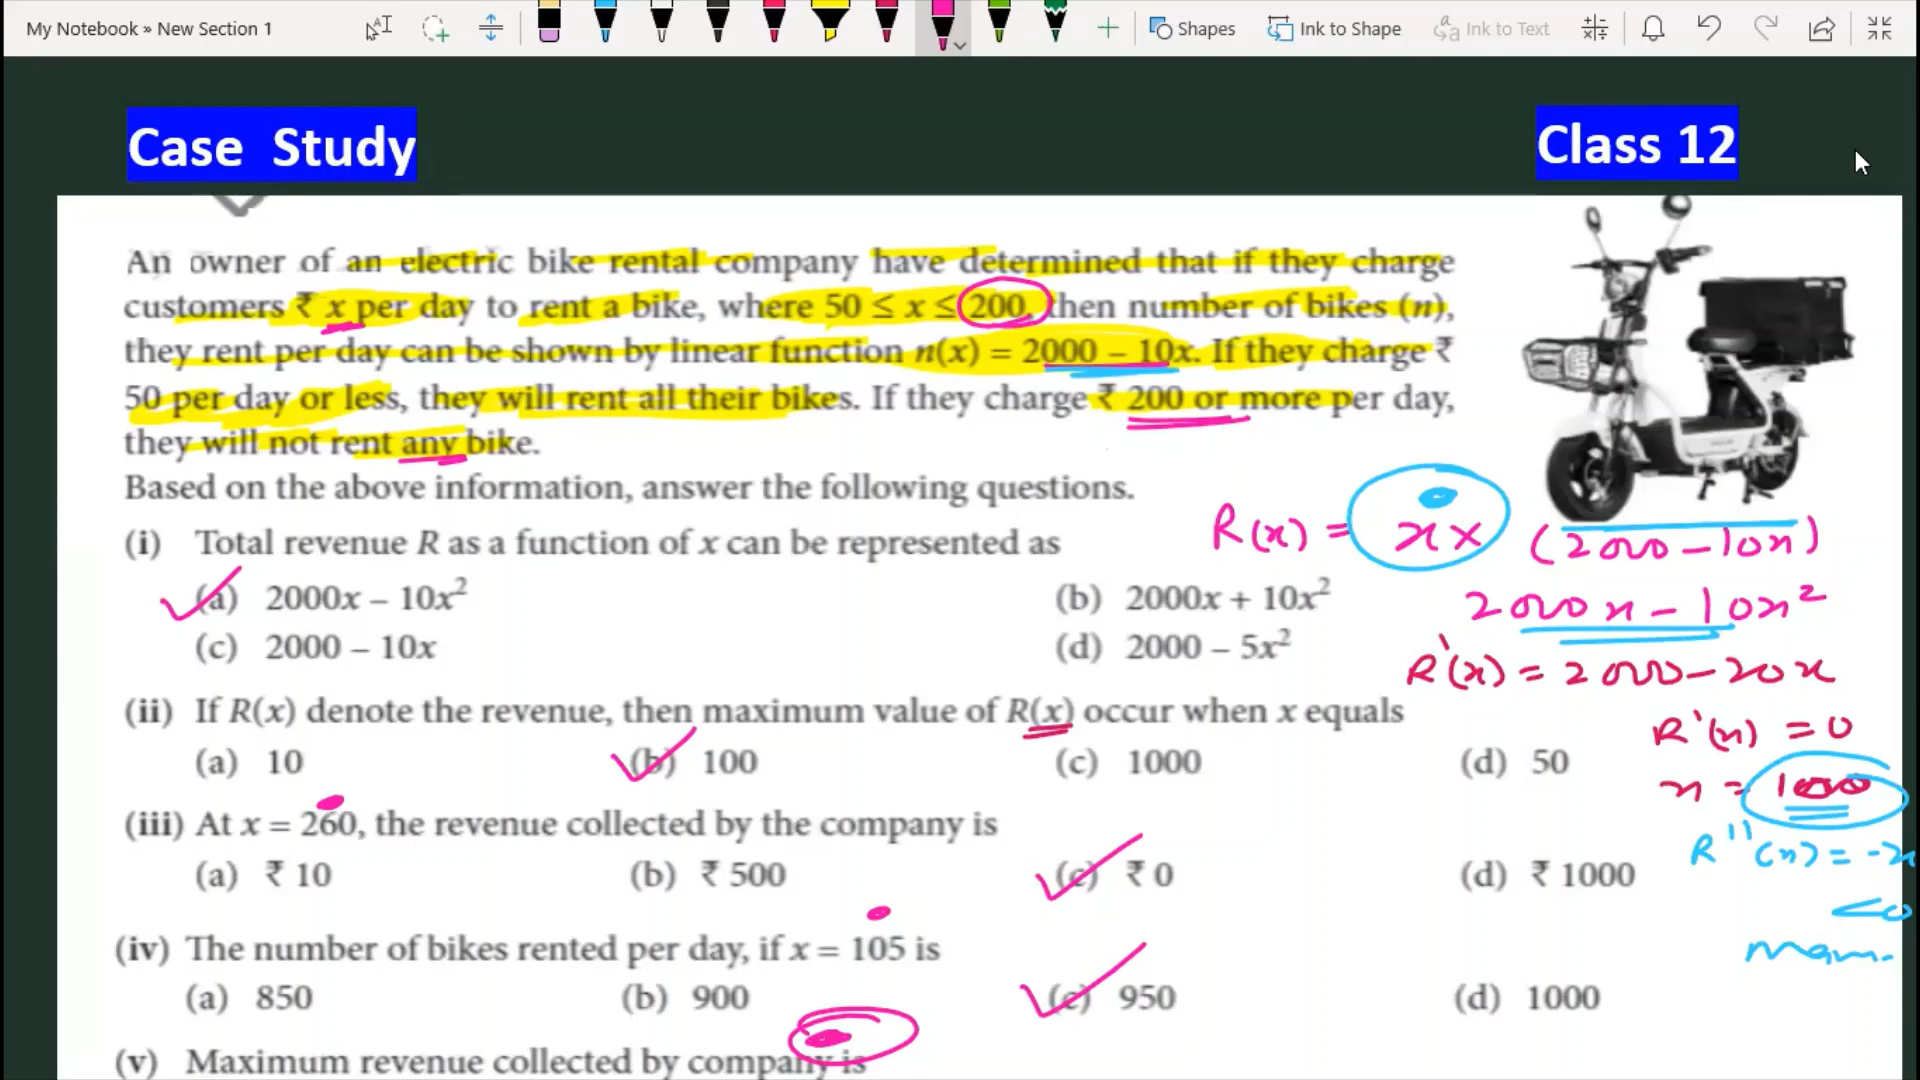 My Notebook » New Section 1
Shapes
Ink to Shape
Ink to Text
Case Study
Class 12
An owner of an electric bike rental company have determined that if they charge
customers ₹ x per day to rent a bike, where 50 ≤ x ≤ 200, then number of bikes (n),
they rent per day can be shown by linear function n(x) = 2000 – 10x. If they charge ₹
50 per day or less, they will rent all their bikes. If they charge ₹ 200 or more per day,
they will not rent any bike.
Based on the above information, answer the following questions.
R(x) = x × (2000 – 10x)
(i) Total revenue R as a function of x can be represented as
(a) 2000x – 10x²
(b) 2000x + 10x²
2000x – 10x²
(c) 2000 – 10x
(d) 2000 – 5x²
R'(x) = 2000 – 20x
(ii) If R(x) denote the revenue, then maximum value of R(x) occur when x equals
R'(x) = 0
(a) 10
(b) 100
(c) 1000
(d) 50
x =
(iii) At x = 260, the revenue collected by the company is
R''(x) =
(a) ₹ 10
(b) ₹ 500
(c) ₹ 0
(d) ₹ 1000
<0
(iv) The number of bikes rented per day, if x = 105 is
(a) 850
(b) 900
(c) 950
(d) 1000
(v) Maximum revenue collected by company is